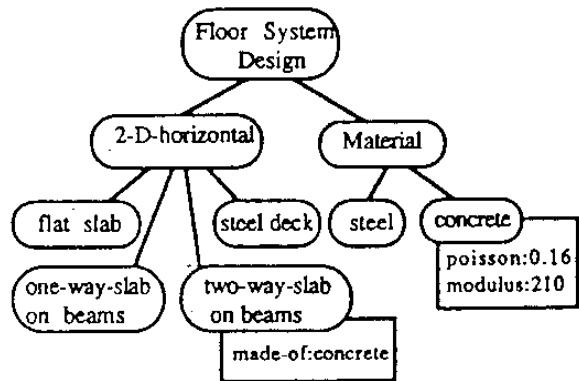 Floor System
Design
2-D-horizontal
Material
flat slab
steel deck
steel
concrete
poisson:0.16
modulus:210
one-way-slab
on beams
two-way-slab
on beams
made-of:concrete